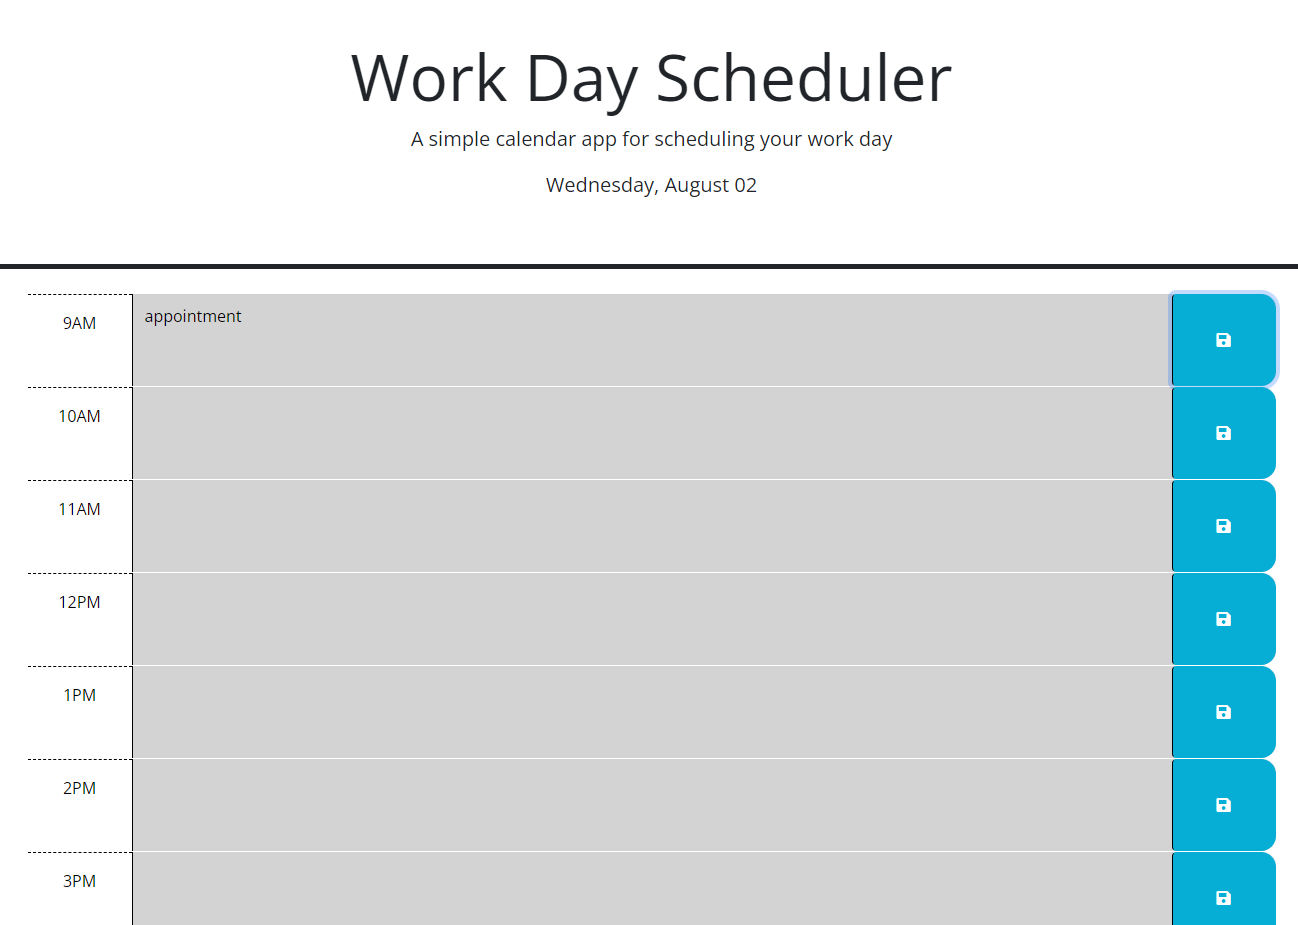 Work Day Scheduler
A simple calendar app for scheduling your work day
Wednesday, August 02
9AM
appointment
10AM
11AM
12PM
1PM
2PM
3PM